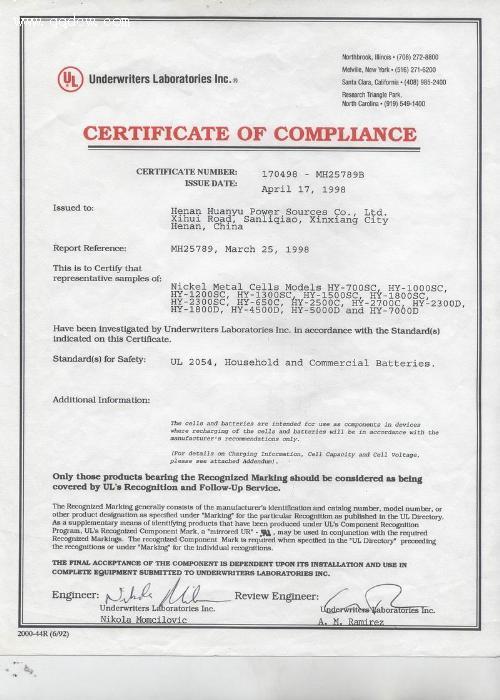 Northbrook, Illinois • (708) 272-8800
Melville, New York • (516) 271-6200
Santa Clara, California • (408) 985-2400
Research Triangle Park,
North Carolina • (919) 549-1400
UL Underwriters Laboratories Inc.®
CERTIFICATE OF COMPLIANCE
CERTIFICATE NUMBER: 170498 - MH25789B
ISSUE DATE: April 17, 1998
Issued to: Henan Huanyu Power Sources Co., Ltd.
Xihui Road, Sanliqiao, Xinxiang City
Henan, China
Report Reference: MH25789, March 25, 1998
This is to Certify that
representative samples of:
Nickel Metal Cells Models HY-700SC, HY-1000SC,
HY-1200SC, HY-1300SC, HY-1500SC, HY-1800SC,
HY-2300SC, HY-650C, HY-2500C, HY-2700C, HY-2300D,
HY-1800D, HY-4500D, HY-5000D and HY-7000D
Have been investigated by Underwriters Laboratories Inc. in accordance with the Standard(s)
indicated on this Certificate.
Standard(s) for Safety: UL 2054, Household and Commercial Batteries.
Additional Information:
The cells and batteries are intended for use as components in devices
where recharging of the cells and batteries will be in accordance with the
manufacturer's recommendations only.
(For details on Charging Information, Cell Capacity and Cell Voltage,
please see attached Addendum).
Only those products bearing the Recognized Marking should be considered as being
covered by UL's Recognition and Follow-Up Service.
The Recognized Marking generally consists of the manufacturer's identification and catalog number, model number, or
other product designation as specified under "Marking" for the particular Recognition as published in the UL Directory.
As a supplementary means of identifying products that have been produced under UL's Component Recognition
Program, UL's Recognized Component Mark, a "mirrored UR" - , may be used in conjunction with the required
Recognized Markings. The recognized Component Mark is required when specified in the "UL Directory" preceding
the recognitions or under "Marking" for the individual recognitions.
THE FINAL ACCEPTANCE OF THE COMPONENT IS DEPENDENT UPON ITS INSTALLATION AND USE IN
COMPLETE EQUIPMENT SUBMITTED TO UNDERWRITERS LABORATORIES INC.
Engineer: Review Engineer:
Underwriters Laboratories Inc. Underwriters Laboratories Inc.
Nikola Momcilovic A. M. Ramirez
2000-44R (6/92)